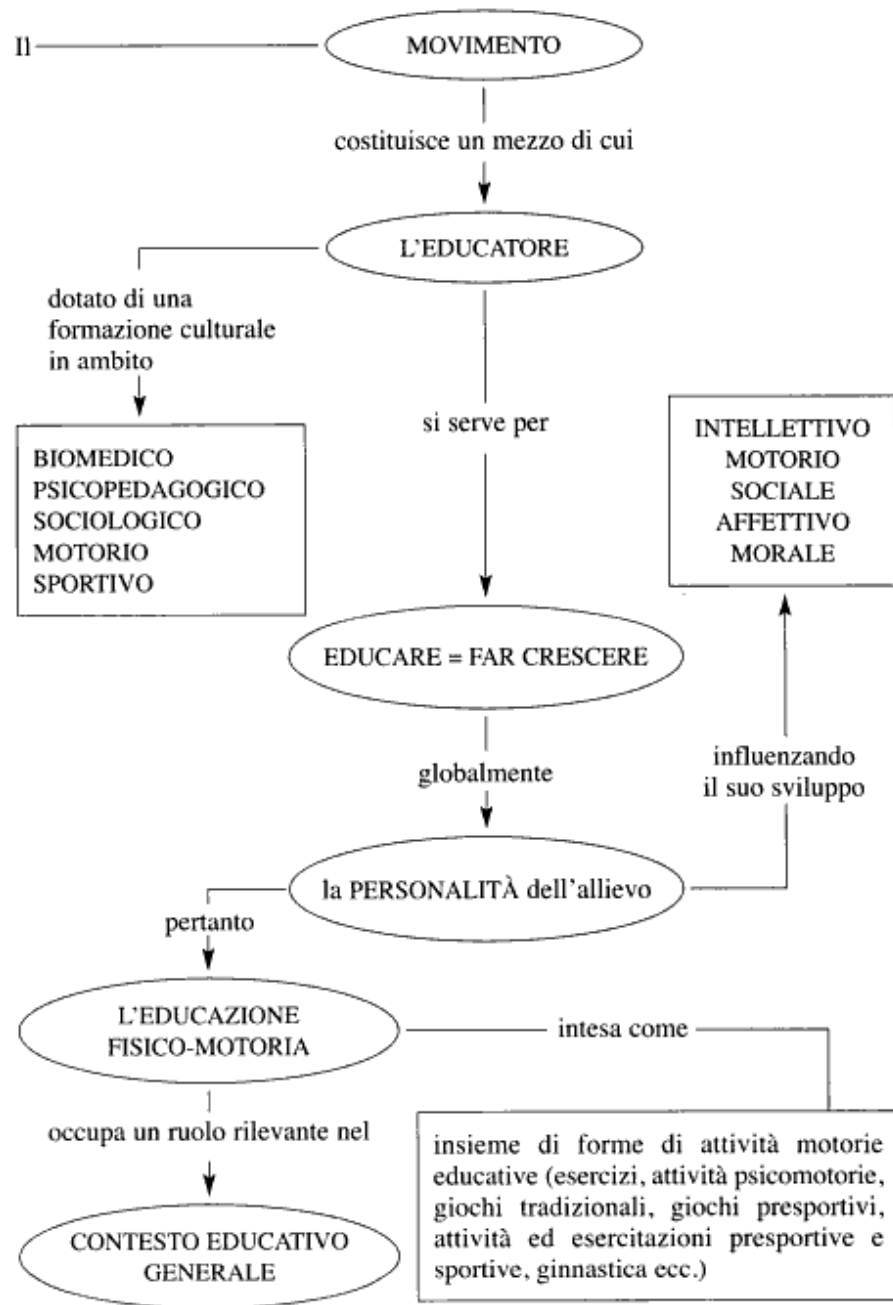 Il
MOVIMENTO
costituisce un mezzo di cui
L'EDUCATORE
dotato di una
formazione culturale
in ambito
BIOMEDICO
PSICOPEDAGOGICO
SOCIOLOGICO
MOTORIO
SPORTIVO
si serve per
EDUCARE = FAR CRESCERE
globalmente
la PERSONALITÀ dell'allievo
influenzando
il suo sviluppo
INTELLETTIVO
MOTORIO
SOCIALE
AFFETTIVO
MORALE
pertanto
L'EDUCAZIONE
FISICO-MOTORIA
intesa come
insieme di forme di attività motorie
educative (esercizi, attività psicomotorie,
giochi tradizionali, giochi presportivi,
attività ed esercitazioni presportive e
sportive, ginnastica ecc.)
occupa un ruolo rilevante nel
CONTESTO EDUCATIVO
GENERALE